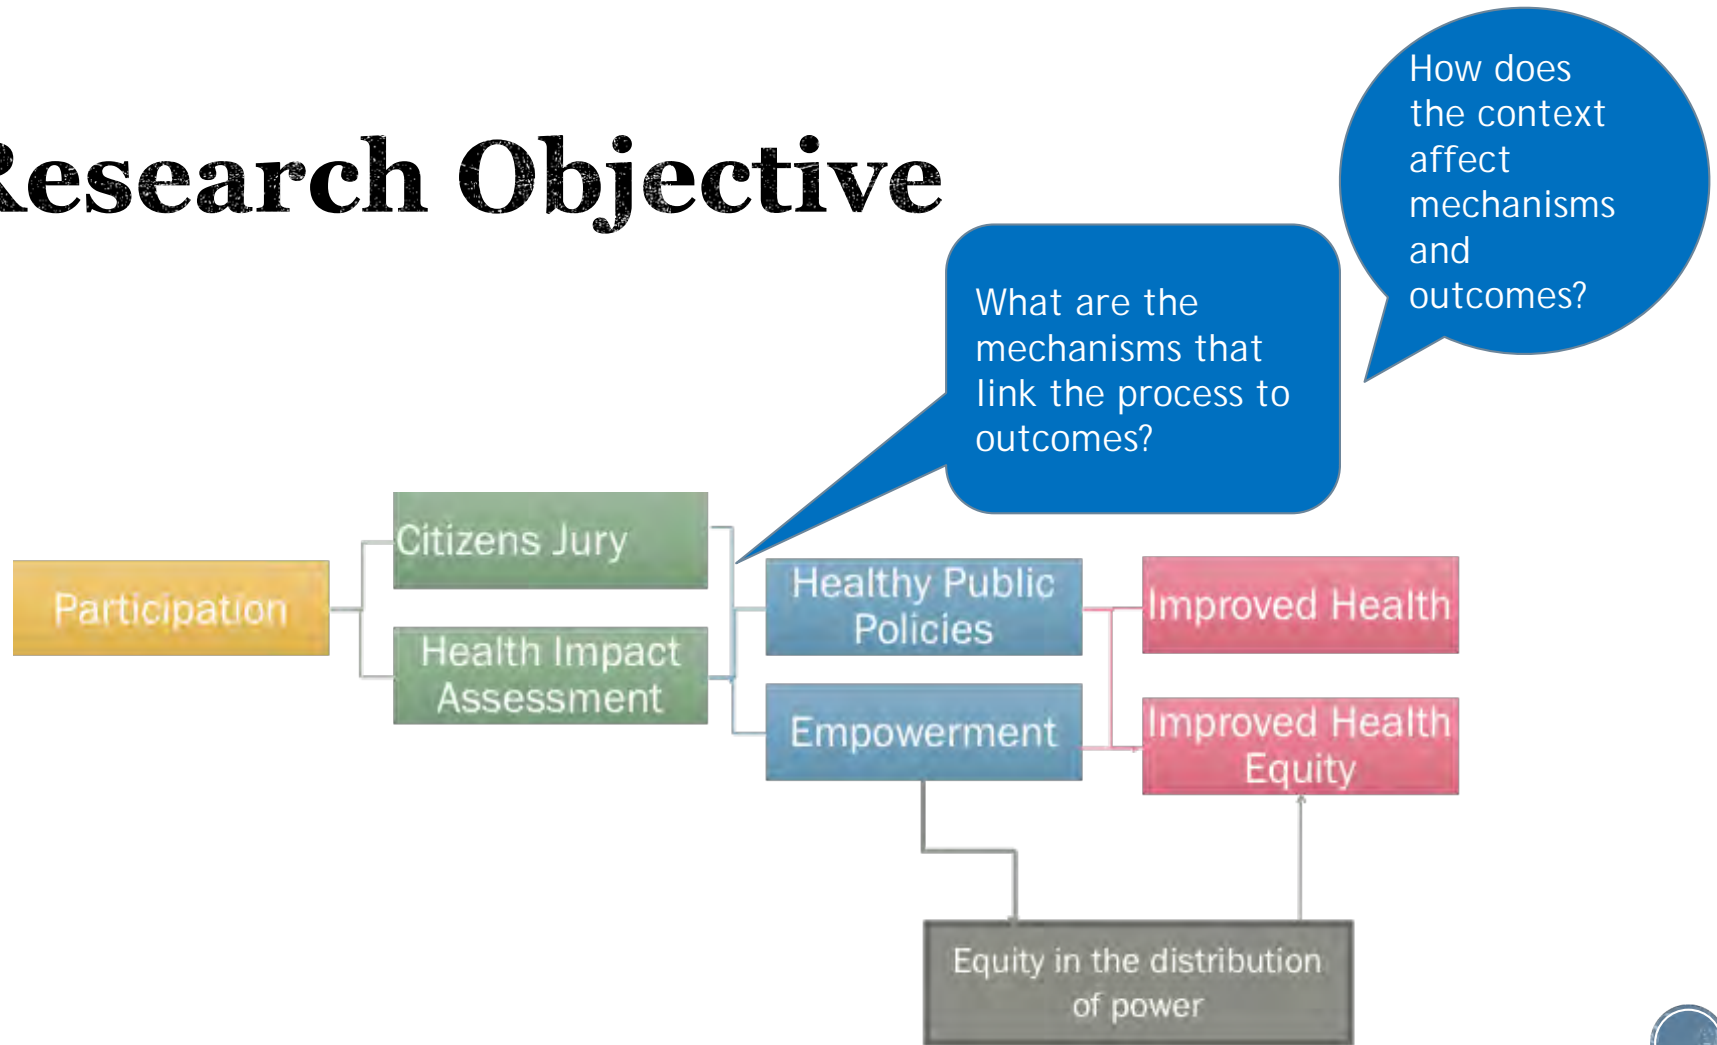 Research Objective
How does
the context
affect
mechanisms
and
outcomes?
What are the
mechanisms that
link the process to
outcomes?
Participation
Citizens Jury
Health Impact
Assessment
Healthy Public
Policies
Empowerment
Improved Health
Improved Health
Equity
Equity in the distribution
of power